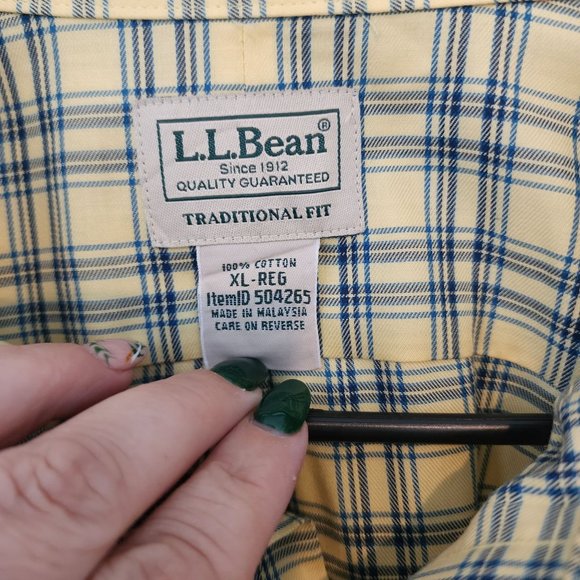 L.L.Bean®
Since 1912
QUALITY GUARANTEED
TRADITIONAL FIT
100% COTTON
XL-REG
ItemID 504265
MADE IN MALAYSIA
CARE ON REVERSE